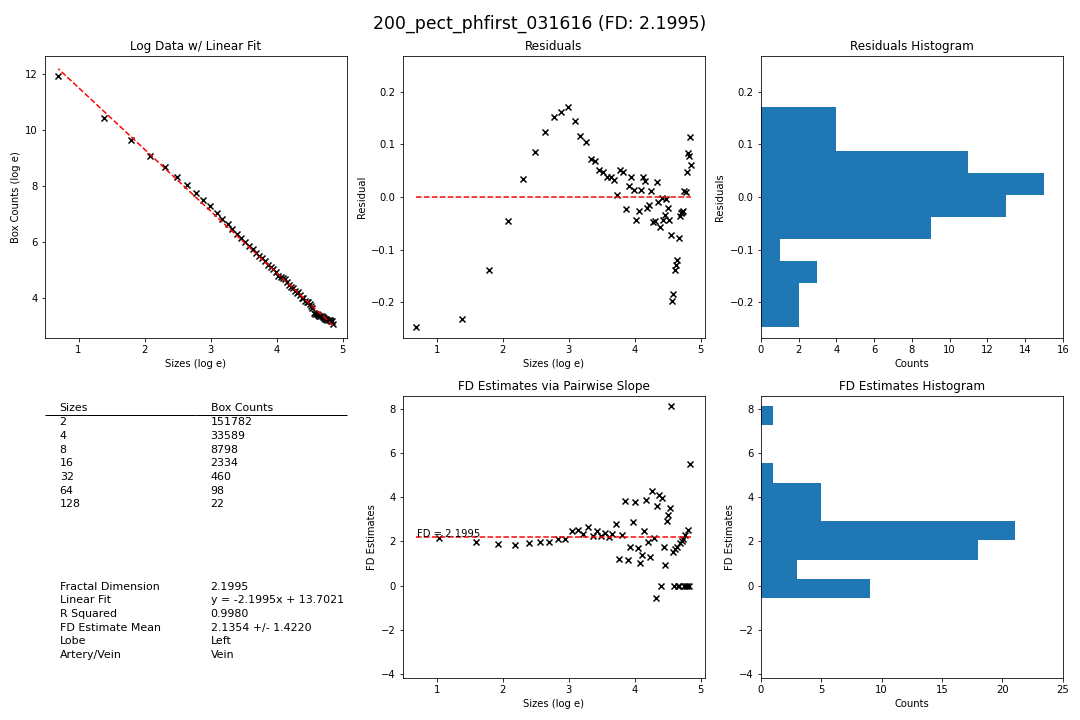 200_pect_phfirst_031616 (FD: 2.1995)
Log Data w/ Linear Fit
12
10
8
6
4
Box Counts (log e)
1 2 3 4 5
Sizes (log e)
Residuals
0.2
0.1
0.0
−0.1
−0.2
Residual
1 2 3 4 5
Sizes (log e)
Residuals Histogram
0.2
0.1
0.0
−0.1
−0.2
Residuals
0 2 4 6 8 10 12 14 16
Counts
Sizes Box Counts
2 151782
4 33589
8 8798
16 2334
32 460
64 98
128 22
Fractal Dimension 2.1995
Linear Fit y = -2.1995x + 13.7021
R Squared 0.9980
FD Estimate Mean 2.1354 +/- 1.4220
Lobe Left
Artery/Vein Vein
FD Estimates via Pairwise Slope
8
6
4
2
0
−2
−4
FD Estimates
FD = 2.1995
1 2 3 4 5
Sizes (log e)
FD Estimates Histogram
8
6
4
2
0
−2
−4
FD Estimates
0 5 10 15 20 25
Counts